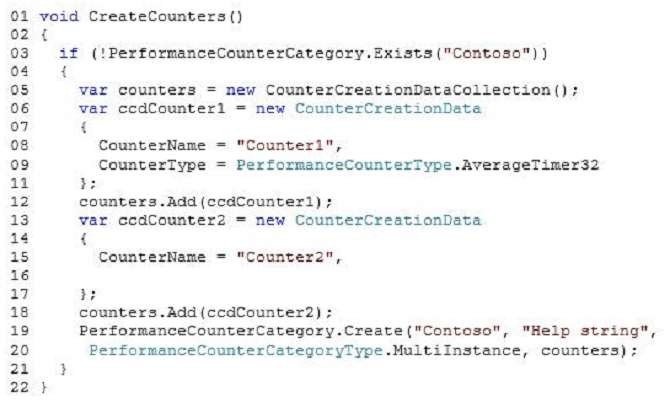 01 void CreateCounters()
02 {
03   if (!PerformanceCounterCategory.Exists("Contoso"))
04   {
05     var counters = new CounterCreationDataCollection();
06     var ccdCounter1 = new CounterCreationData
07     {
08       CounterName = "Counter1",
09       CounterType = PerformanceCounterType.AverageTimer32
11     };
12     counters.Add(ccdCounter1);
13     var ccdCounter2 = new CounterCreationData
14     {
15       CounterName = "Counter2",
16
17     };
18     counters.Add(ccdCounter2);
19     PerformanceCounterCategory.Create("Contoso", "Help string",
20      PerformanceCounterCategoryType.MultiInstance, counters);
21   }
22 }